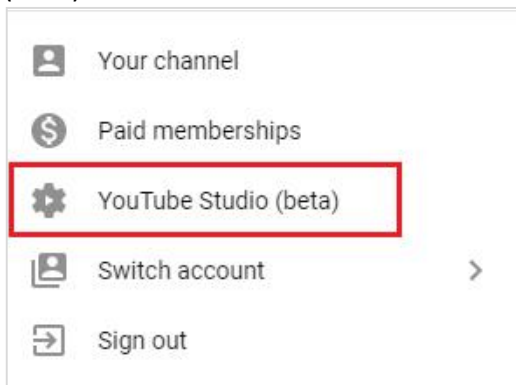 Your channel
Paid memberships
YouTube Studio (beta)
Switch account
Sign out